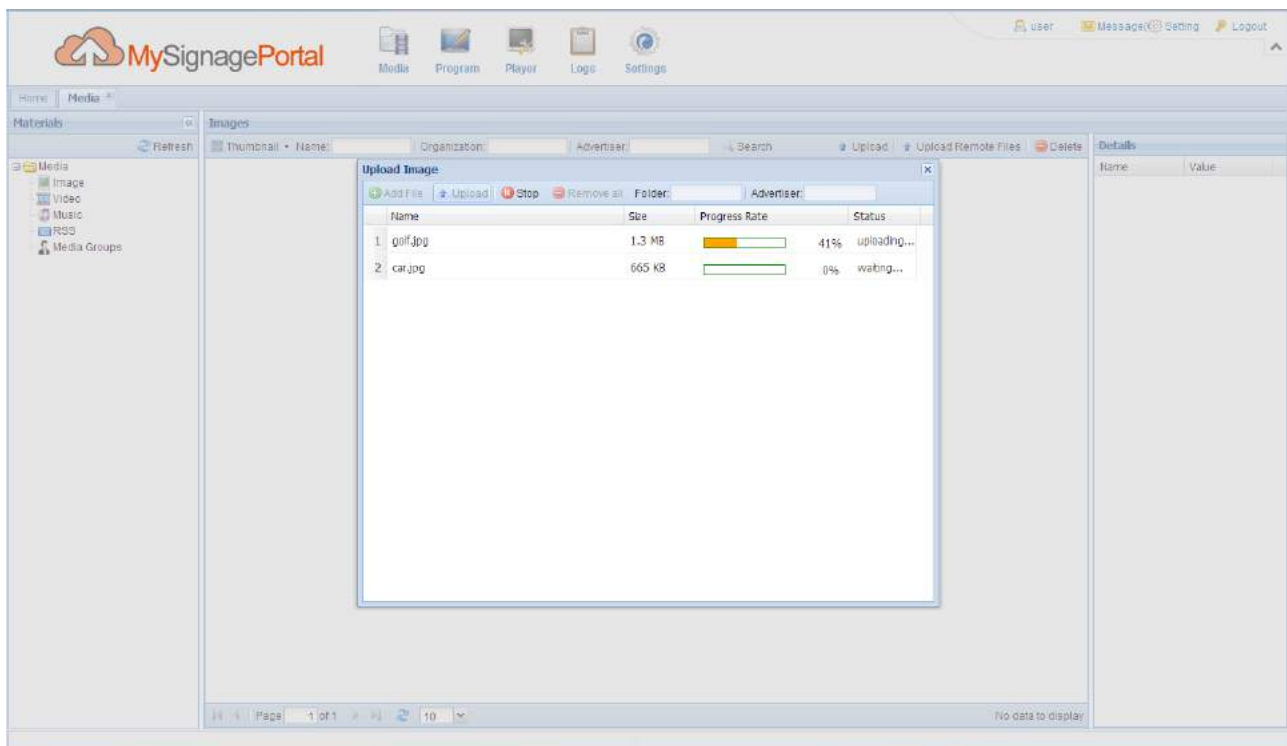 MySignagePortal
user Message(0) Setting Logout
Media Program Player Logs Settings
Home Media
Materials Images
Refresh Thumbnail Name: Organization: Advertiser: Search Upload Upload Remote Files Delete Details
Name Value
Media
Image
Video
Music
RSS
Media Groups
Upload Image
Add File Upload Stop Remove all Folder: Advertiser:
Name Size Progress Rate Status
1 golf.jpg 1.3 MB 41% uploading...
2 car.jpg 665 KB 0% waiting...
Page 1 of 1 10 No data to display